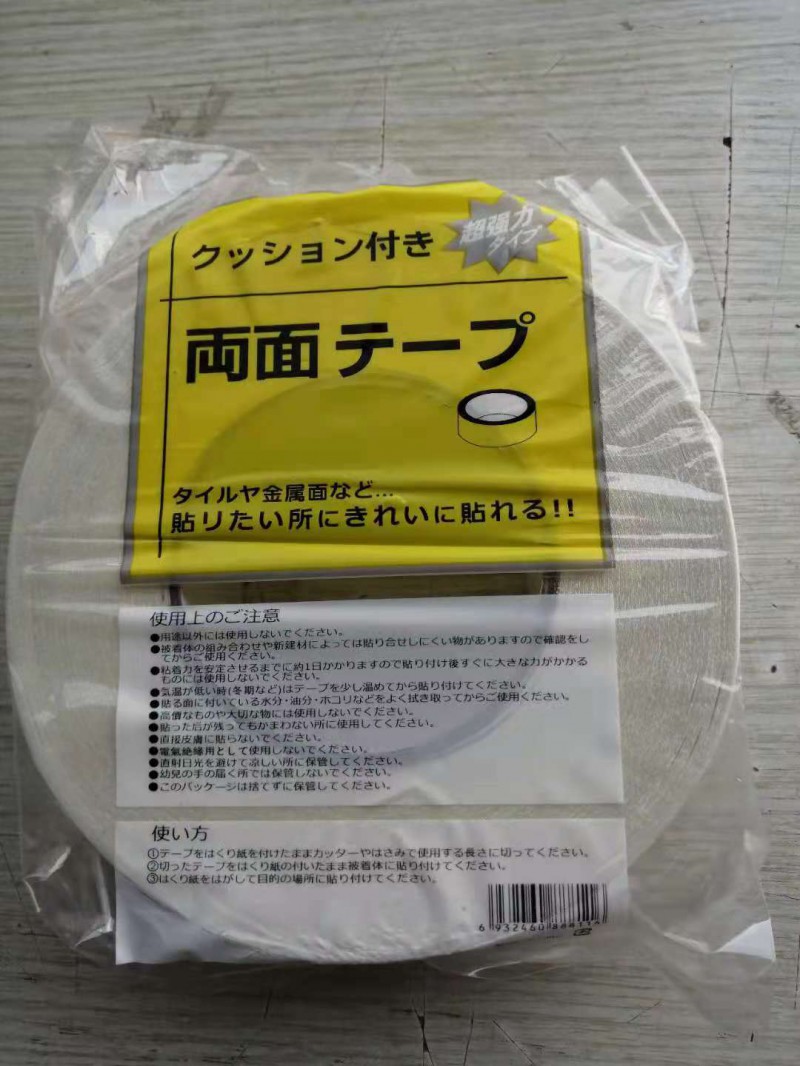 クッション付き
超強力
タイプ
両面テープ
タイルヤ金属面など...
貼リたい所にきれいに貼れる!!
使用上のご注意
●用途以外には使用しないでください。
●被着体の組み合わせや新建材によっては貼り合せしにくい物がありますので確認をし
てからご使用ください。
●粘着力を安定させるまでに約1日かかりますので貼り付け後すぐに大きな力がかかる
ものには使用しないでください。
●気温が低い時(冬期など)はテープを少し温めてから貼り付けてください。
●貼る面に付いている水分・油分・ホコリなどをよく拭き取ってからご使用ください。
●高價なものや大切な物には使用しないでください。
●貼った后が残ってもかまわない所に使用してください。
●直接皮膚に貼らないでください。
●電氣絶縁用として使用しないでください。
●直射日光を避けて凉しい所に保管してください。
●幼兒の手の届く所では保管しないでください。
●このパッケージは捨てずに保管してください。
使い方
①テープをはくり紙を付けたままカッターやはさみで使用する長さに切ってください。
②切ったテープをはくり紙の付いたまま被着体に貼り付けてください。
③はくり紙をはがして目的の場所に貼り付けてください。